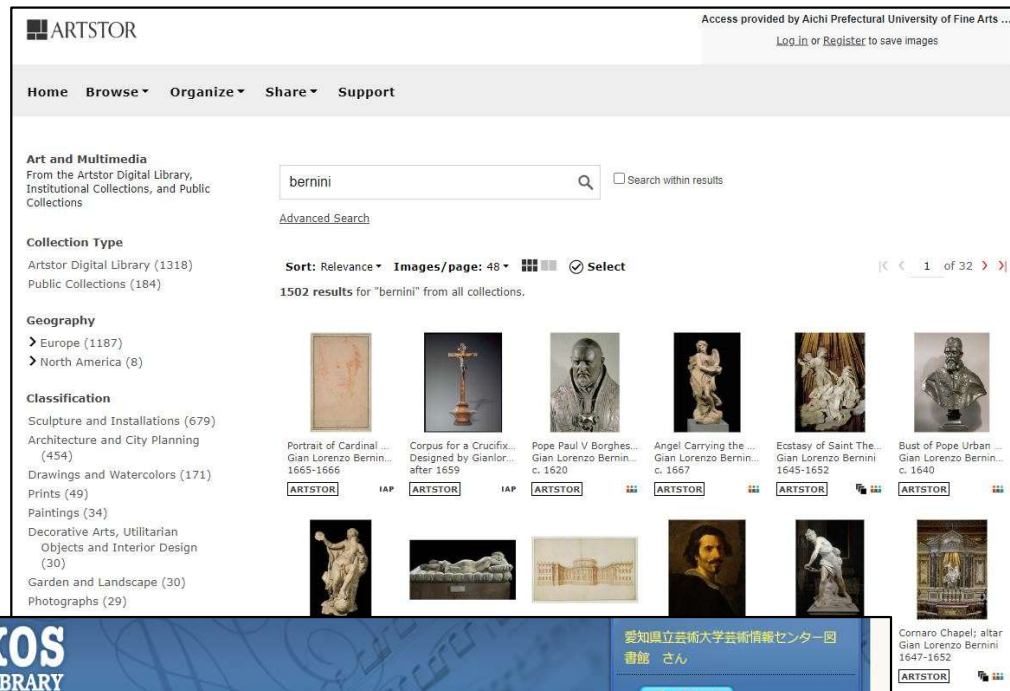 ARTSTOR
Access provided by Aichi Prefectural University of Fine Arts ...
Log in or Register to save images
Home Browse Organize Share Support
Art and Multimedia
From the Artstor Digital Library,
Institutional Collections, and Public
Collections
bernini
Search within results
Advanced Search
Collection Type
Artstor Digital Library (1318)
Public Collections (184)
Sort: Relevance Images/page: 48 Select
1 of 32
1502 results for "bernini" from all collections.
Geography
Europe (1187)
North America (8)
Classification
Sculpture and Installations (679)
Architecture and City Planning
(454)
Drawings and Watercolors (171)
Prints (49)
Paintings (34)
Decorative Arts, Utilitarian
Objects and Interior Design
(30)
Garden and Landscape (30)
Photographs (29)
Portrait of Cardinal ...
Gian Lorenzo Bernin...
1665-1666
ARTSTOR IAP
Corpus for a Crucifix...
Designed by Gianlor...
after 1659
ARTSTOR IAP
Pope Paul V Borghes...
Gian Lorenzo Bernin...
c. 1620
ARTSTOR
Angel Carrying the ...
Gian Lorenzo Bernin...
c. 1667
ARTSTOR
Ecstasy of Saint The...
Gian Lorenzo Bernini
1645-1652
ARTSTOR
Bust of Pope Urban ...
Gian Lorenzo Bernin...
c. 1640
ARTSTOR
Cornaro Chapel; altar
Gian Lorenzo Bernini
1647-1652
ARTSTOR
XOS
BRARY
愛知県立芸術大学芸術情報センター図
書館 さん